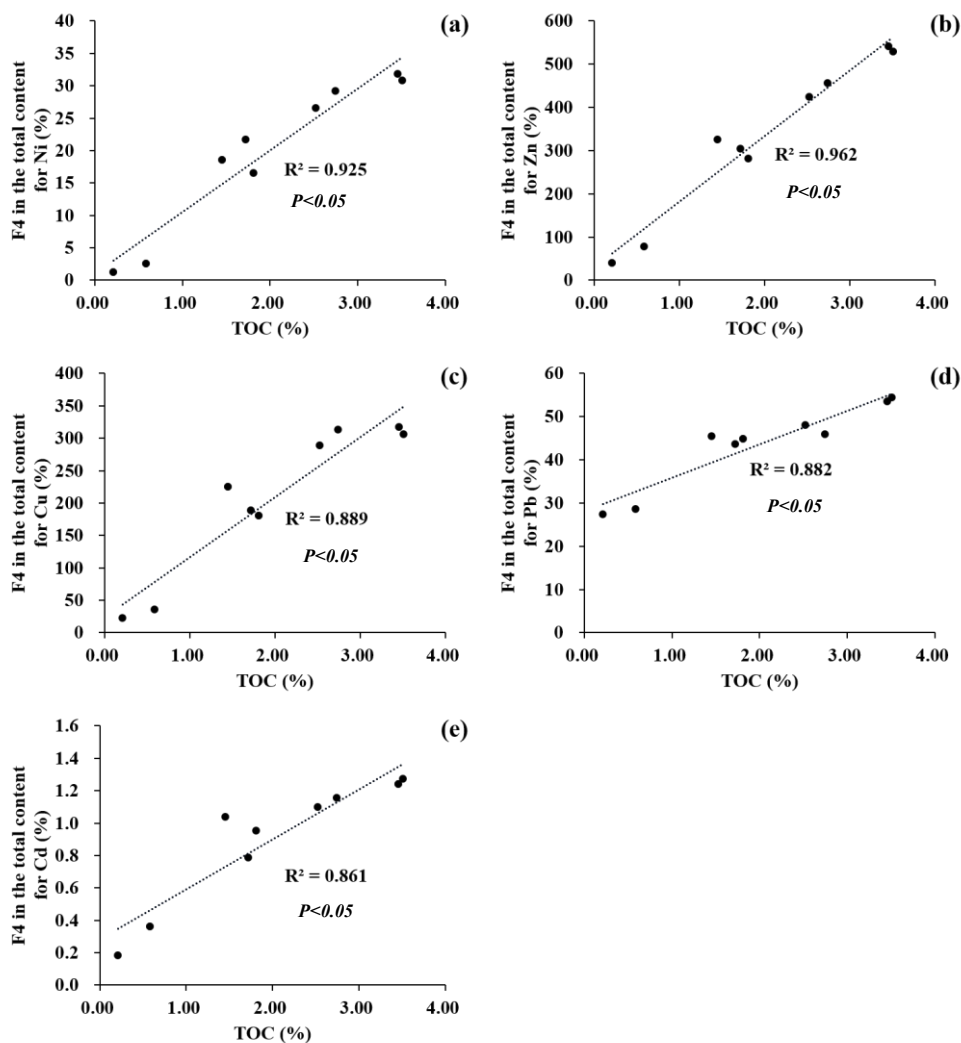 (a)
F4 in the total content
for Ni (%)
40
35
30
25
20
15
10
5
0
R² = 0.925
P<0.05
0.00 1.00 2.00 3.00 4.00
TOC (%)
(b)
F4 in the total content
for Zn (%)
600
500
400
300
200
100
0
R² = 0.962
P<0.05
0.00 1.00 2.00 3.00 4.00
TOC (%)
(c)
F4 in the total content
for Cu (%)
400
350
300
250
200
150
100
50
0
R² = 0.889
P<0.05
0.00 1.00 2.00 3.00 4.00
TOC (%)
(d)
F4 in the total content
for Pb (%)
60
50
40
30
20
10
0
R² = 0.882
P<0.05
0.00 1.00 2.00 3.00 4.00
TOC (%)
(e)
F4 in the total content
for Cd (%)
1.6
1.4
1.2
1.0
0.8
0.6
0.4
0.2
0.0
R² = 0.861
P<0.05
0.00 1.00 2.00 3.00 4.00
TOC (%)